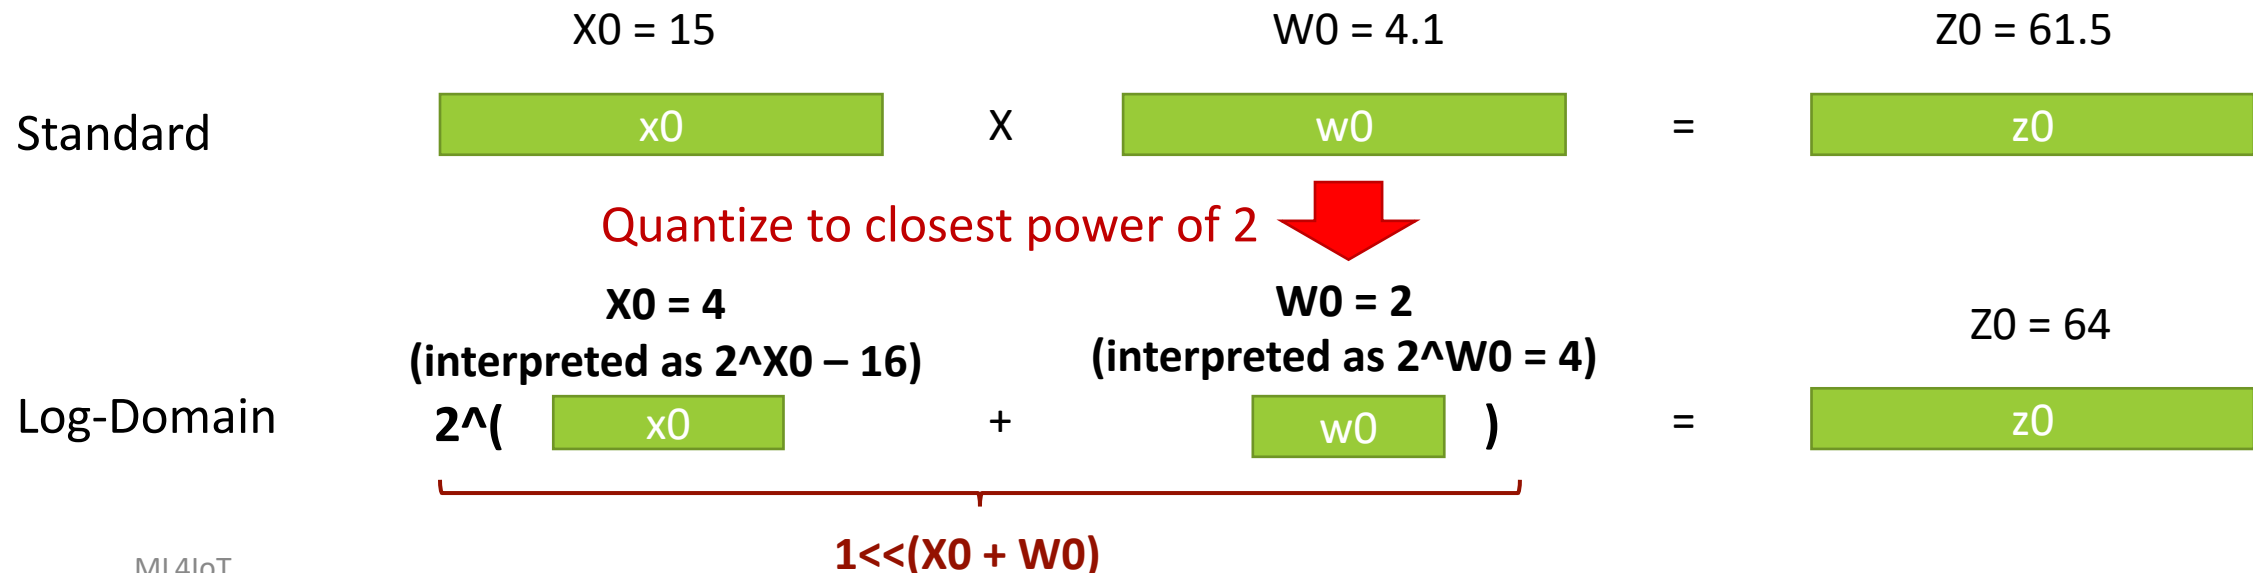 X0 = 15
W0 = 4.1
Z0 = 61.5
Standard
x0
X
w0
=
z0
Quantize to closest power of 2
X0 = 4
(interpreted as 2^X0 – 16)
W0 = 2
(interpreted as 2^W0 = 4)
Z0 = 64
Log-Domain
2^(
x0
+
w0
)
=
z0
1<<(X0 + W0)
ML4IoT